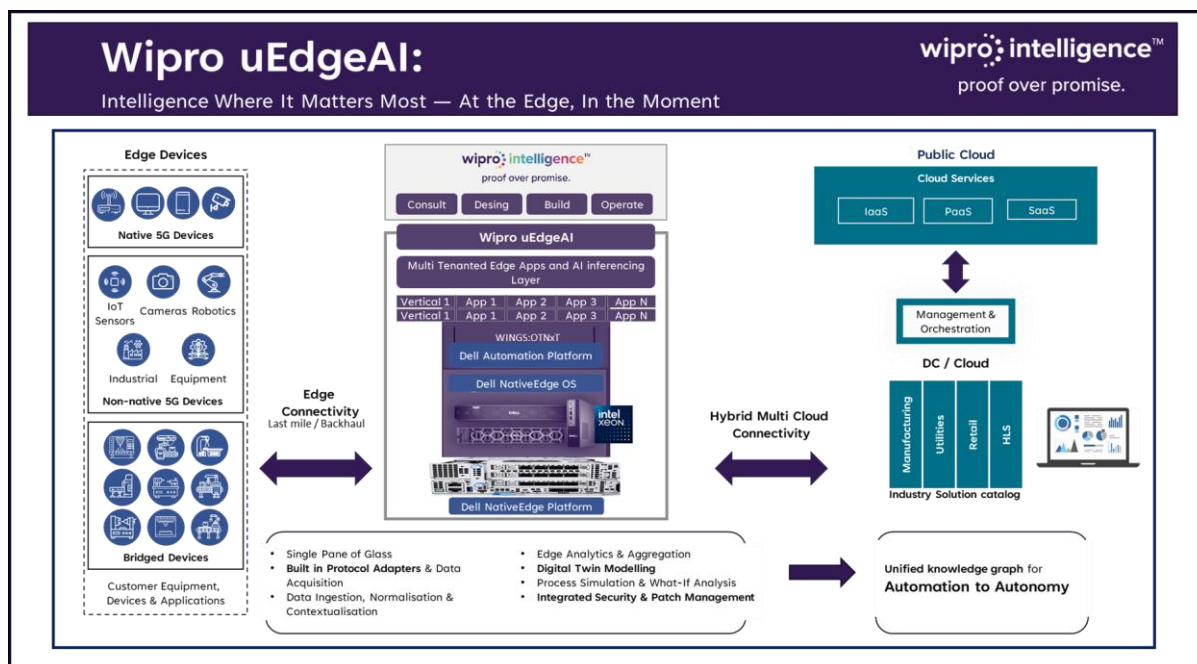 Wipro uEdgeAI:
Intelligence Where It Matters Most — At the Edge, In the Moment
wipro intelligence™
proof over promise.
Edge Devices
Native 5G Devices
IoT
Sensors
Cameras
Robotics
Industrial
Equipment
Non-native 5G Devices
Bridged Devices
Customer Equipment,
Devices & Applications
Edge
Connectivity
Last mile / Backhaul
wipro intelligence™
proof over promise.
Consult
Desing
Build
Operate
Wipro uEdgeAI
Multi Tenanted Edge Apps and AI inferencing
Layer
Vertical 1 App 1 App 2 App 3 App N
Vertical 1 App 1 App 2 App 3 App N
WINGS:OTNxT
Dell Automation Platform
Dell NativeEdge OS
intel
XEON
Dell NativeEdge Platform
Hybrid Multi Cloud
Connectivity
Public Cloud
Cloud Services
IaaS
PaaS
SaaS
Management &
Orchestration
DC / Cloud
Manufacturing
Utilities
Retail
HLS
Industry Solution catalog
• Single Pane of Glass
• Built in Protocol Adapters & Data
Acquisition
• Data Ingestion, Normalisation &
Contextualisation
• Edge Analytics & Aggregation
• Digital Twin Modelling
• Process Simulation & What-If Analysis
• Integrated Security & Patch Management
Unified knowledge graph for
Automation to Autonomy